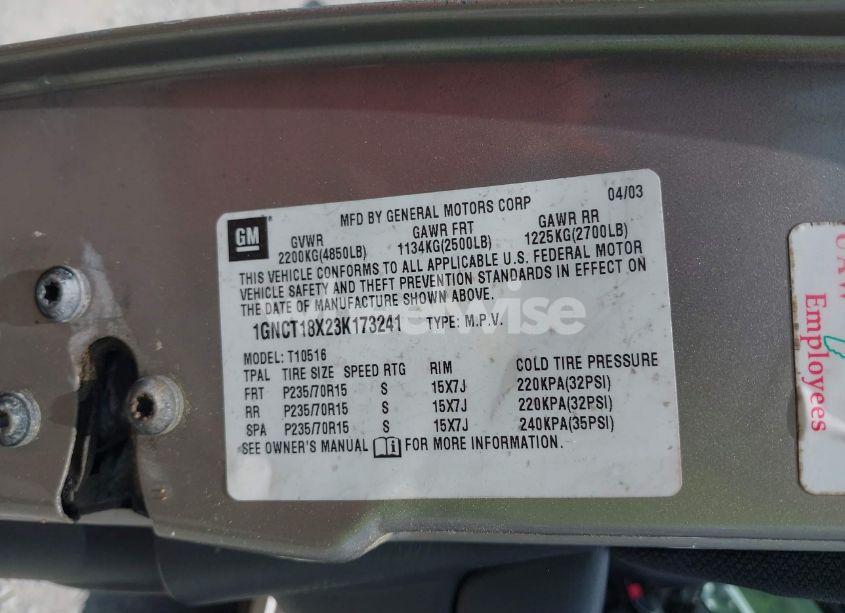 04/03
MFD BY GENERAL MOTORS CORP
GM
GVWR GAWR FRT GAWR RR
2200KG(4850LB) 1134KG(2500LB) 1225KG(2700LB)
THIS VEHICLE CONFORMS TO ALL APPLICABLE U.S. FEDERAL MOTOR
VEHICLE SAFETY AND THEFT PREVENTION STANDARDS IN EFFECT ON
THE DATE OF MANUFACTURE SHOWN ABOVE.
1GNCT18X23K173241 TYPE: M.P.V.
MODEL: T10516
TPAL TIRE SIZE SPEED RTG RIM COLD TIRE PRESSURE
FRT P235/70R15 S 15X7J 220KPA(32PSI)
RR P235/70R15 S 15X7J 220KPA(32PSI)
SPA P235/70R15 S 15X7J 240KPA(35PSI)
SEE OWNER'S MANUAL FOR MORE INFORMATION.
UAW
Employees